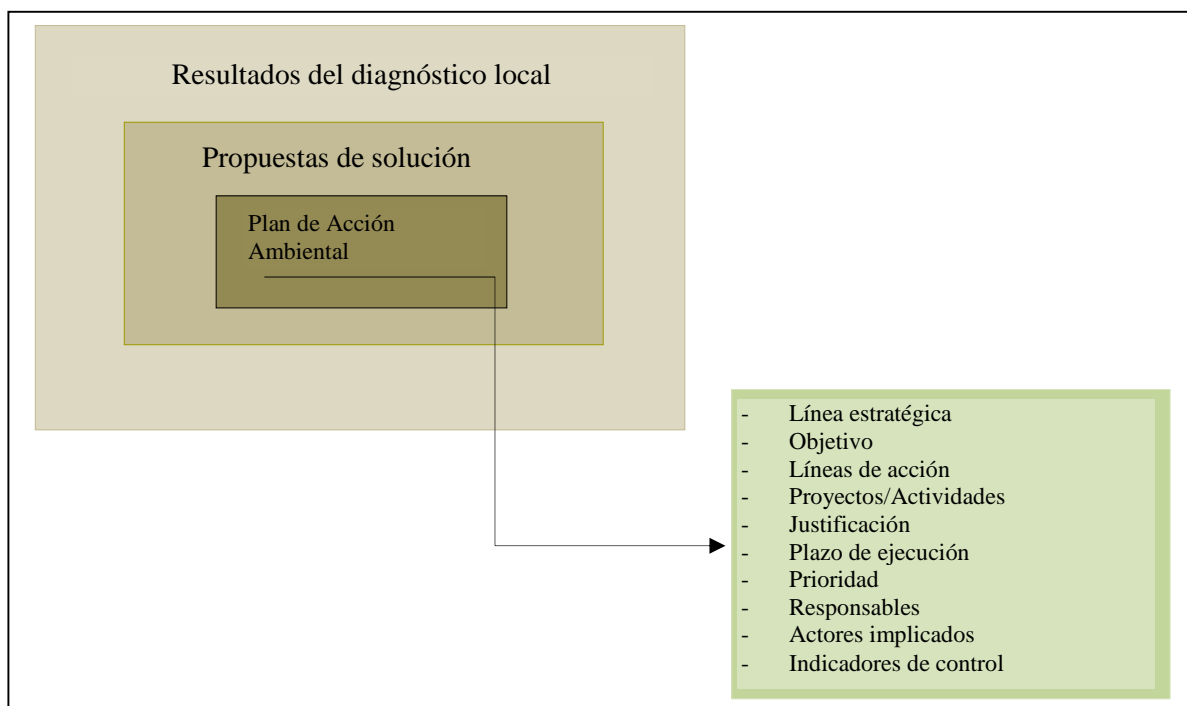 Resultados del diagnóstico local
Propuestas de solución
Plan de Acción
Ambiental
- Línea estratégica
- Objetivo
- Líneas de acción
- Proyectos/Actividades
- Justificación
- Plazo de ejecución
- Prioridad
- Responsables
- Actores implicados
- Indicadores de control